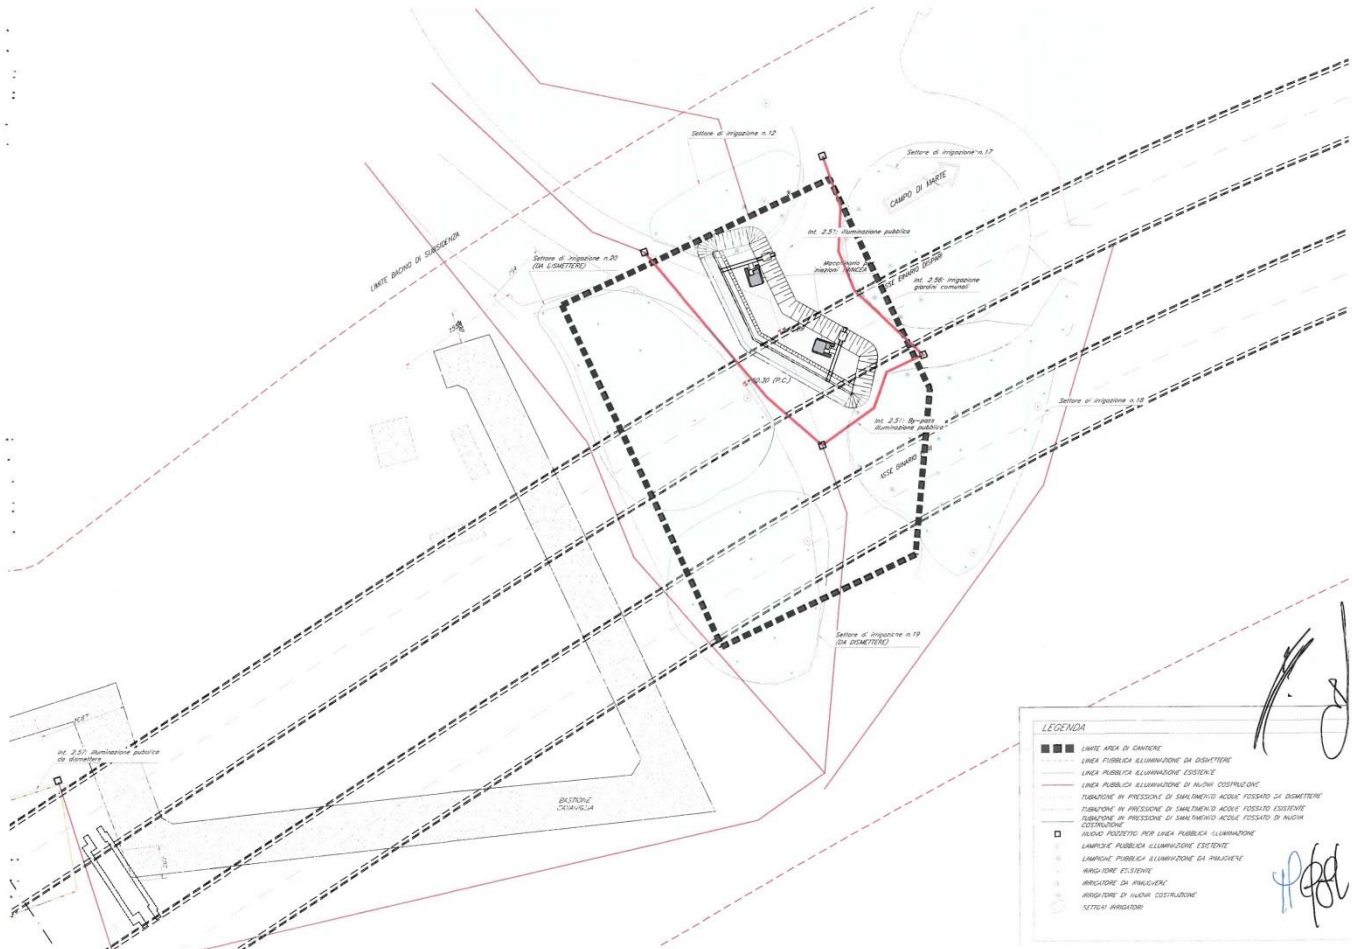 Settore di irrigazione n.12
Settore di irrigazione n.17
CAMPO DI MARTE
Int. 2.51: illuminazione pubblica
LIMITE BACINO DI SUBSIDENZA
Settore di irrigazione n.20
(DA DISMETTERE)
Macchinario per
iniezioni
ASSE BINARIO DISPARI
Int. 2.56: irrigazione
giardini comunali
(P.C.)
Settore di irrigazione n.18
Int. 2.51: By-pass
illuminazione pubblica
ASSE BINARIO
Settore di irrigazione n.19
(DA DISMETTERE)
Int. 2.57: illuminazione pubblica
da dismettere
BASTIONE
LEGENDA
LIMITE AREA DI CANTIERE
LINEA PUBBLICA ILLUMINAZIONE DA DISMETTERE
LINEA PUBBLICA ILLUMINAZIONE ESISTENTE
LINEA PUBBLICA ILLUMINAZIONE DI NUOVA COSTRUZIONE
TUBAZIONE IN PRESSIONE DI SMALTIMENTO ACQUE FOSSATO DA DISMETTERE
TUBAZIONE IN PRESSIONE DI SMALTIMENTO ACQUE FOSSATO ESISTENTE
TUBAZIONE IN PRESSIONE DI SMALTIMENTO ACQUE FOSSATO DI NUOVA
COSTRUZIONE
NUOVO POZZETTO PER LINEA PUBBLICA ILLUMINAZIONE
LAMPIONE PUBBLICA ILLUMINAZIONE ESISTENTE
LAMPIONE PUBBLICA ILLUMINAZIONE DA RIMUOVERE
IRRIGATORE ESISTENTE
IRRIGATORE DA RIMUOVERE
IRRIGATORE DI NUOVA COSTRUZIONE
SETTORI IRRIGATORI